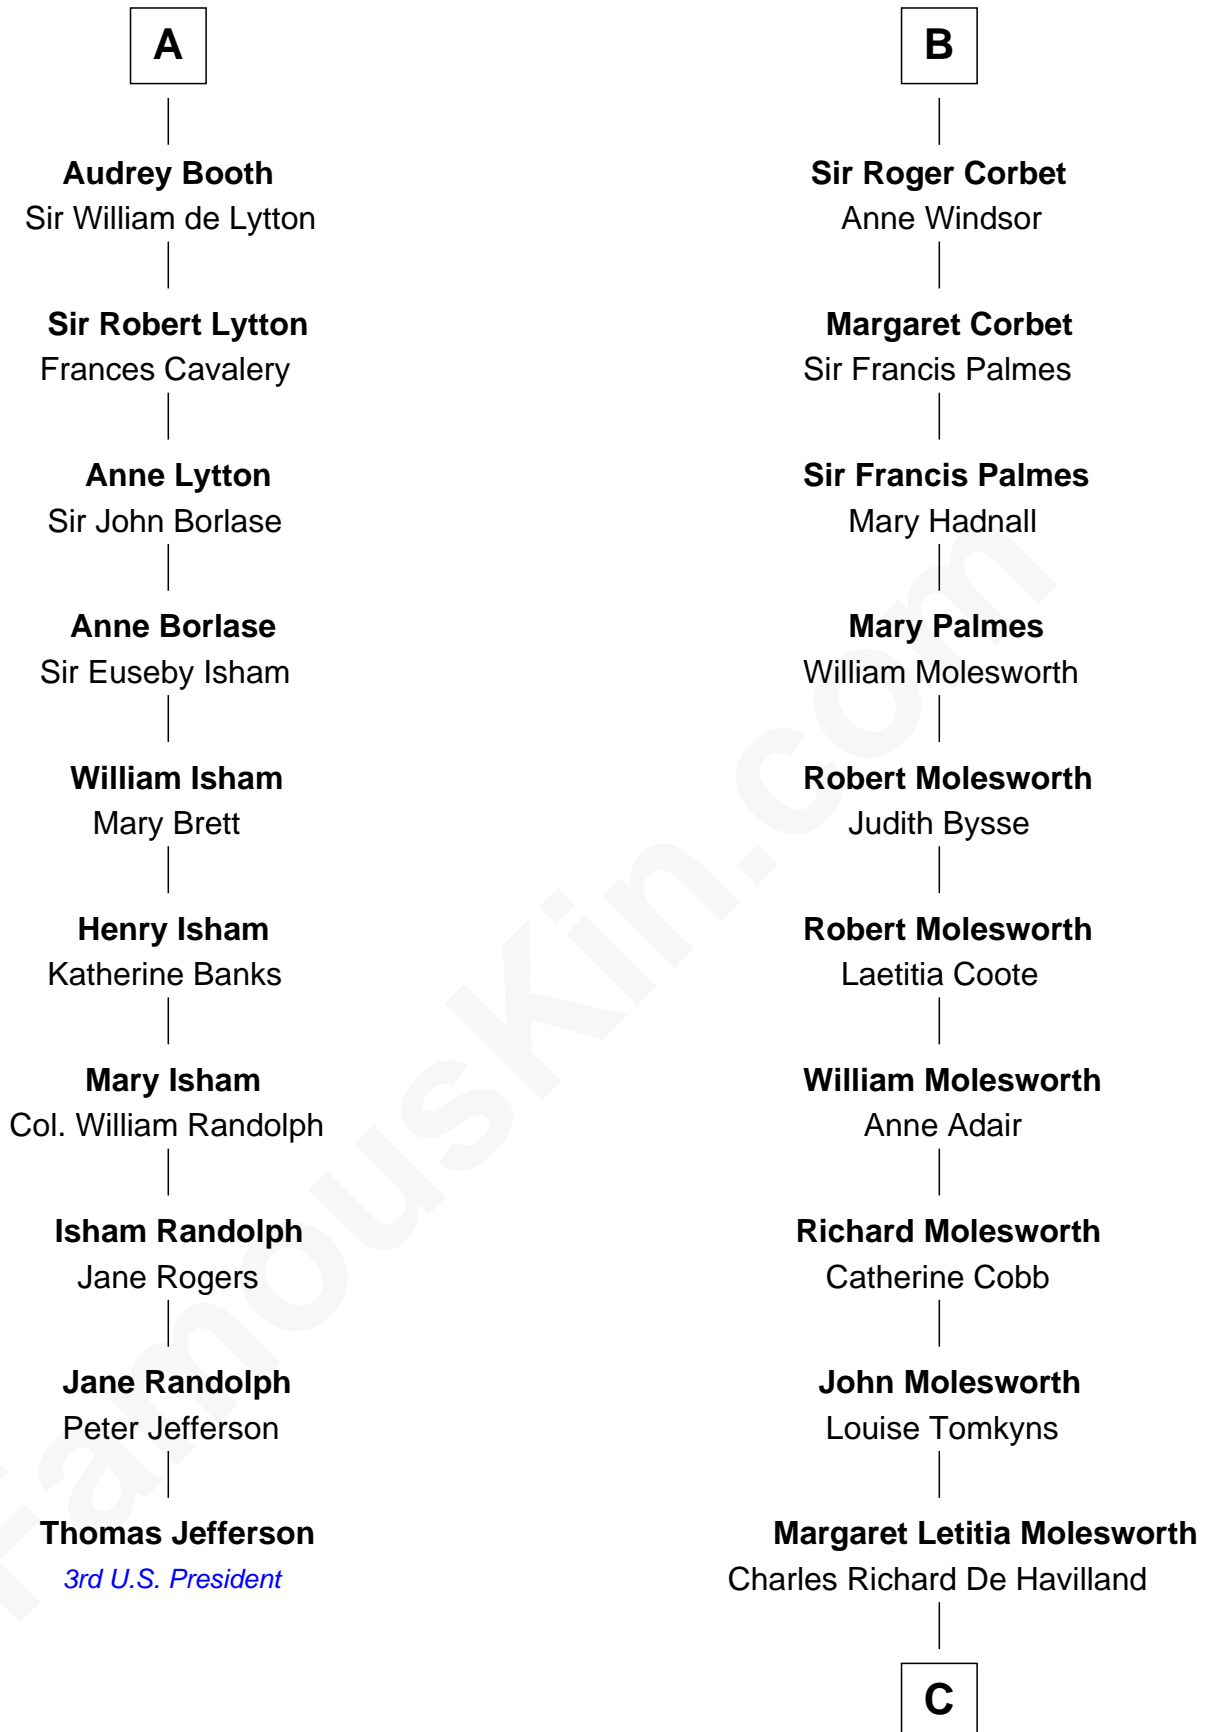 A
Audrey Booth
Sir William de Lytton
Sir Robert Lytton
Frances Cavalery
Anne Lytton
Sir John Borlase
Anne Borlase
Sir Euseby Isham
William Isham
Mary Brett
Henry Isham
Katherine Banks
Mary Isham
Col. William Randolph
Isham Randolph
Jane Rogers
Jane Randolph
Peter Jefferson
Thomas Jefferson
3rd U.S. President
B
Sir Roger Corbet
Anne Windsor
Margaret Corbet
Sir Francis Palmes
Sir Francis Palmes
Mary Hadnall
Mary Palmes
William Molesworth
Robert Molesworth
Judith Bysse
Robert Molesworth
Laetitia Coote
William Molesworth
Anne Adair
Richard Molesworth
Catherine Cobb
John Molesworth
Louise Tomkyns
Margaret Letitia Molesworth
Charles Richard De Havilland
C
FamousKin.com